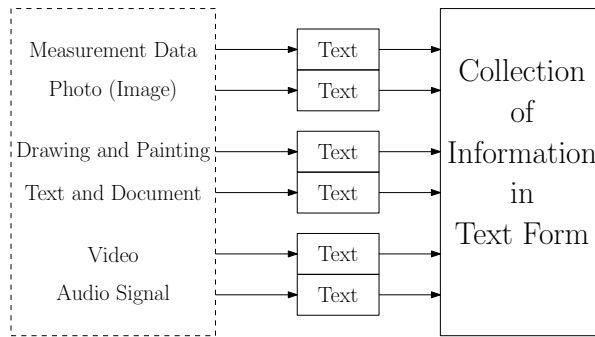 Measurement Data
Photo (Image)
Drawing and Painting
Text and Document
Video
Audio Signal
Text
Text
Text
Text
Text
Text
Collection
of
Information
in
Text Form